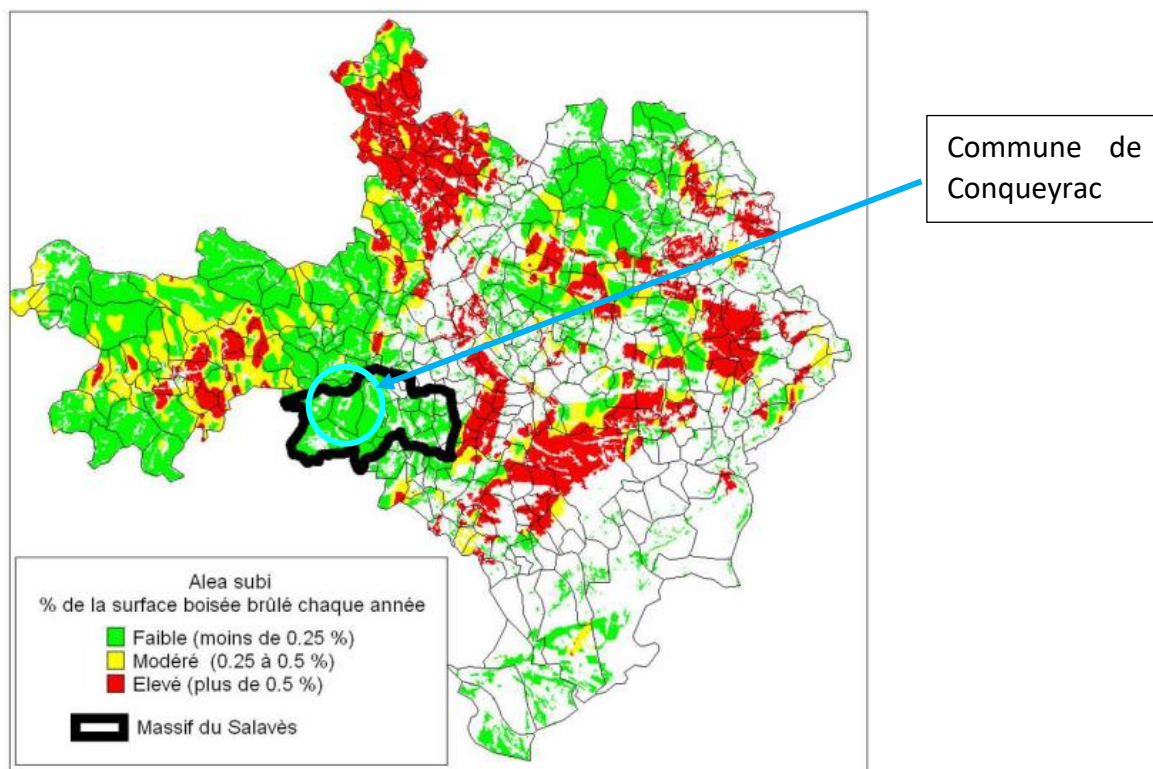 Commune de
Conqueyrac
Alea subi
% de la surface boisée brûlé chaque année
Faible (moins de 0.25 %)
Modéré (0.25 à 0.5 %)
Elevé (plus de 0.5 %)
Massif du Salavès